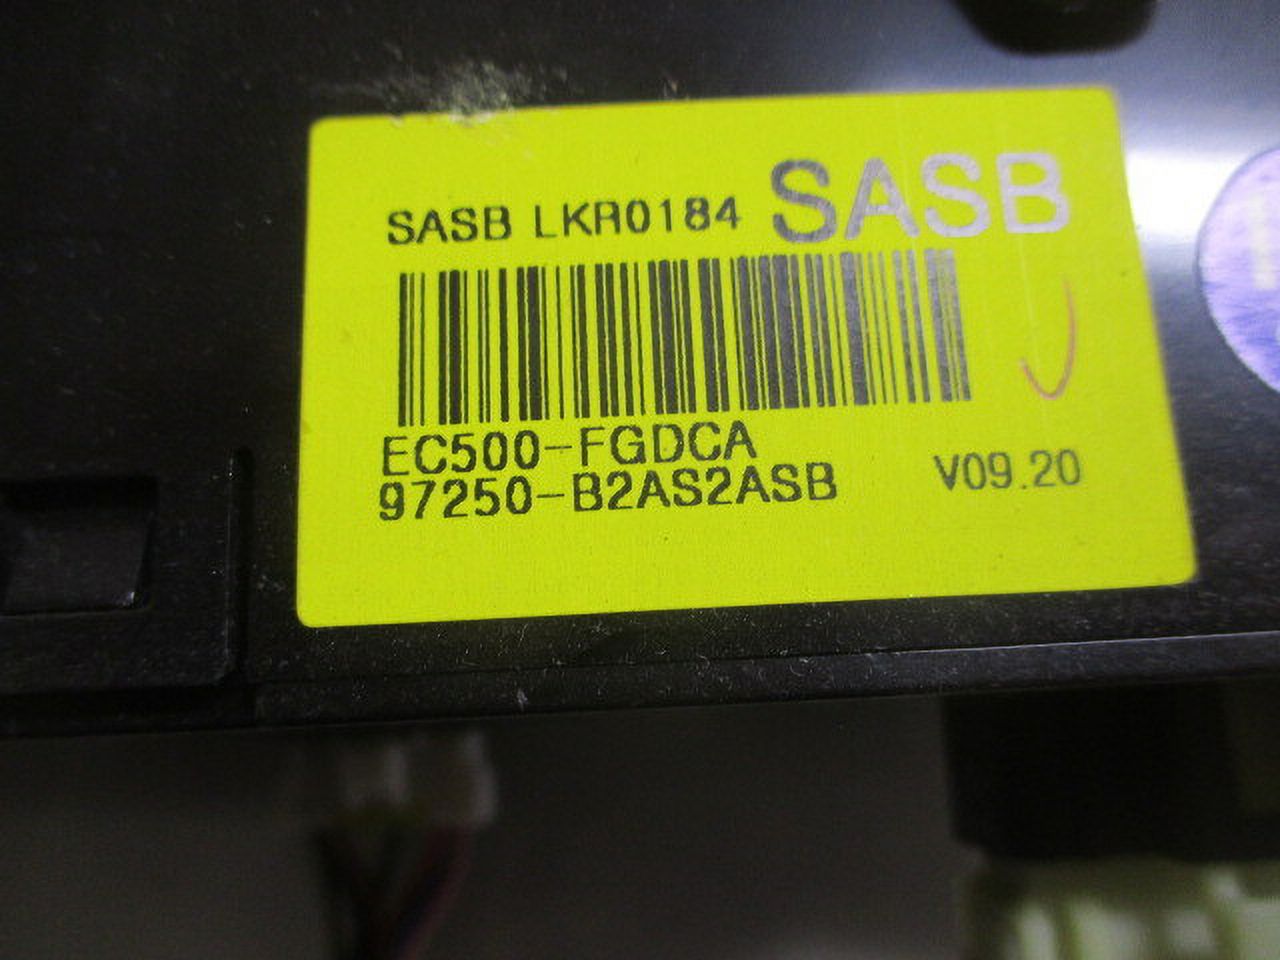 SASB LKR0184 SASB
EC500-FGDCA
97250-B2AS2ASB V09.20